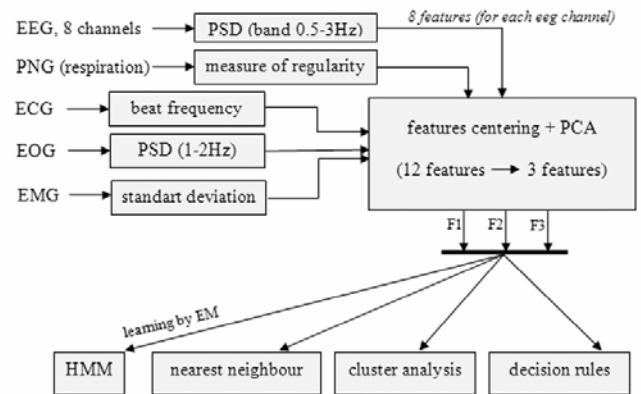 EEG, 8 channels
PSD (band 0.5-3Hz)
8 features (for each eeg channel)
PNG (respiration)
measure of regularity
ECG
beat frequency
EOG
PSD (1-2Hz)
EMG
standart deviation
features centering + PCA
(12 features → 3 features)
F1
F2
F3
learning by EM
HMM
nearest neighbour
cluster analysis
decision rules